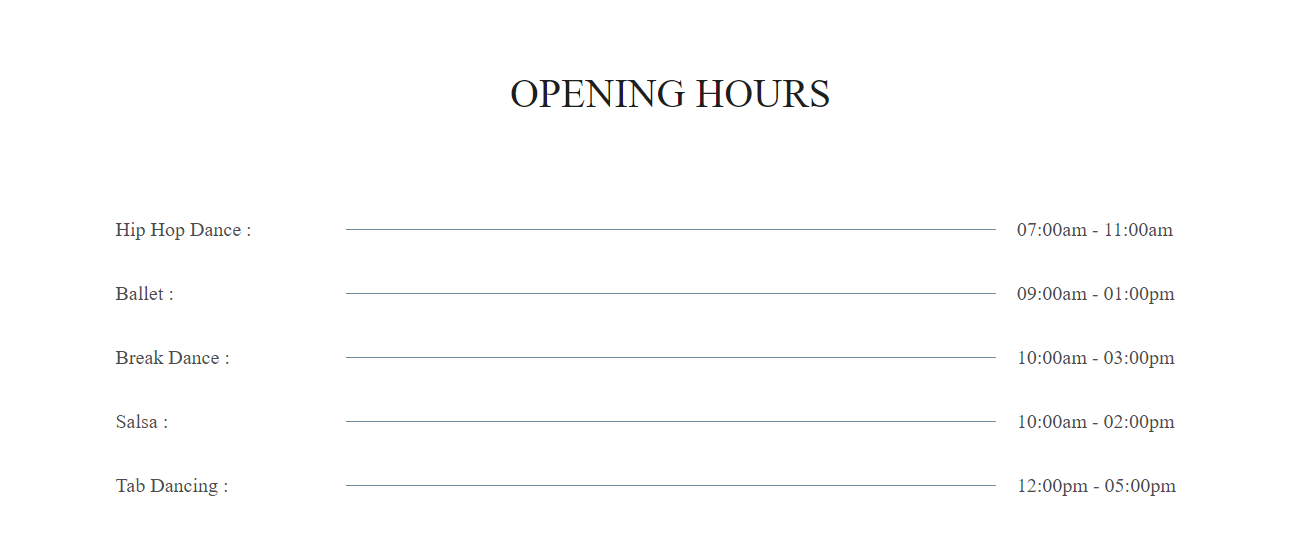 OPENING HOURS
Hip Hop Dance : 07:00am - 11:00am
Ballet : 09:00am - 01:00pm
Break Dance : 10:00am - 03:00pm
Salsa : 10:00am - 02:00pm
Tab Dancing : 12:00pm - 05:00pm